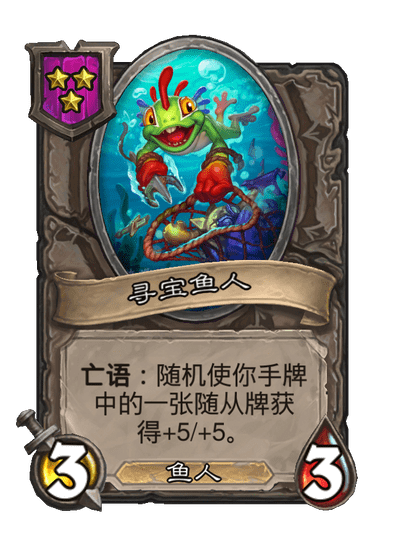 寻宝鱼人
亡语：随机使你手牌
中的一张随从牌获
得+5/+5。
3
鱼人
3